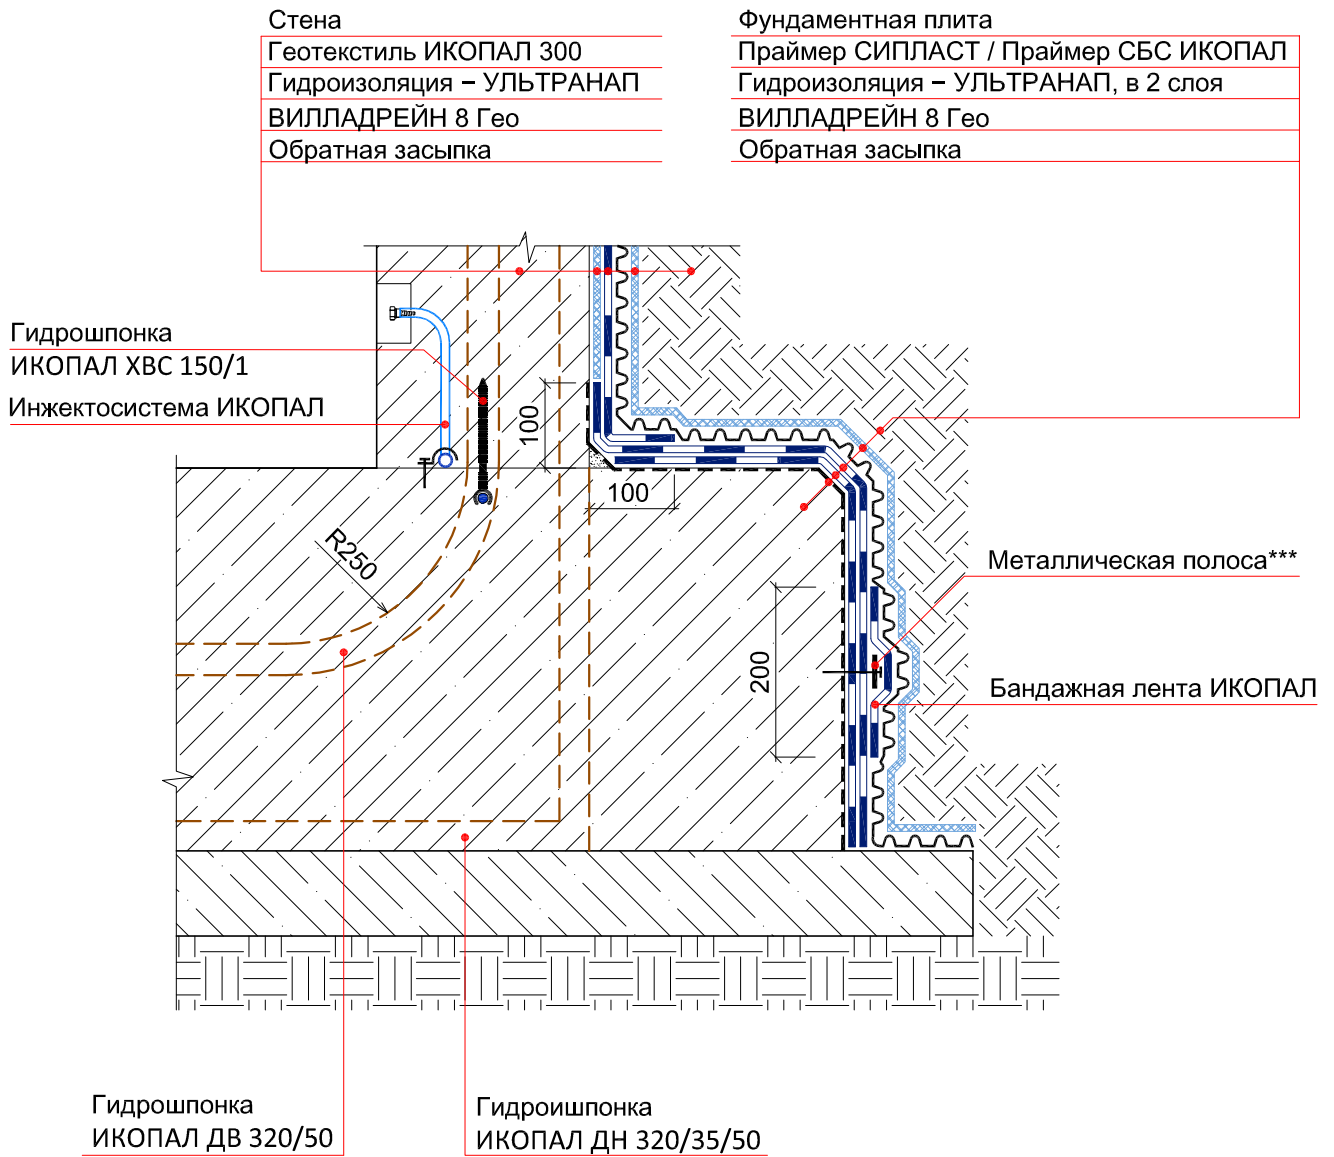 Стена
Геотекстиль ИКОПАЛ 300
Гидроизоляция – УЛЬТРАНАП
ВИЛЛАДРЕЙН 8 Гео
Обратная засыпка
Фундаментная плита
Праймер СИПЛАСТ / Праймер СБС ИКОПАЛ
Гидроизоляция – УЛЬТРАНАП, в 2 слоя
ВИЛЛАДРЕЙН 8 Гео
Обратная засыпка
Гидрошпонка
ИКОПАЛ ХВС 150/1
Инжектосистема ИКОПАЛ
100
100
R250
200
Металлическая полоса***
Бандажная лента ИКОПАЛ
Гидрошпонка
ИКОПАЛ ДВ 320/50
Гидроишпонка
ИКОПАЛ ДН 320/35/50